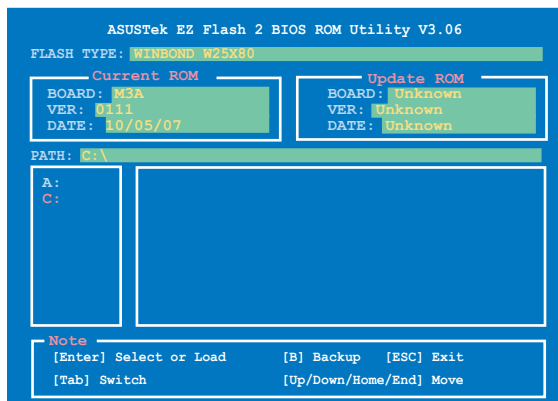 ASUSTek EZ Flash 2 BIOS ROM Utility V3.06
FLASH TYPE: WINBOND W25X80
Current ROM
BOARD: M3A
VER: 0111
DATE: 10/05/07
Update ROM
BOARD: Unknown
VER: Unknown
DATE: Unknown
PATH: C:\
A:
C:
Note
[Enter] Select or Load [B] Backup [ESC] Exit
[Tab] Switch [Up/Down/Home/End] Move